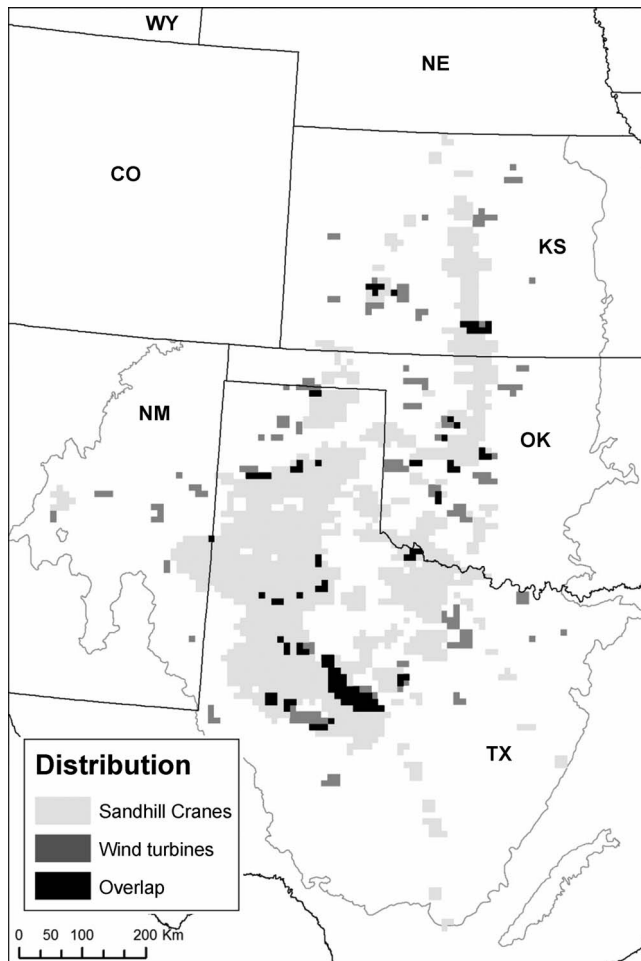 WY
NE
CO
KS
NM
OK
TX
Distribution
Sandhill Cranes
Wind turbines
Overlap
0 50 100 200 Km